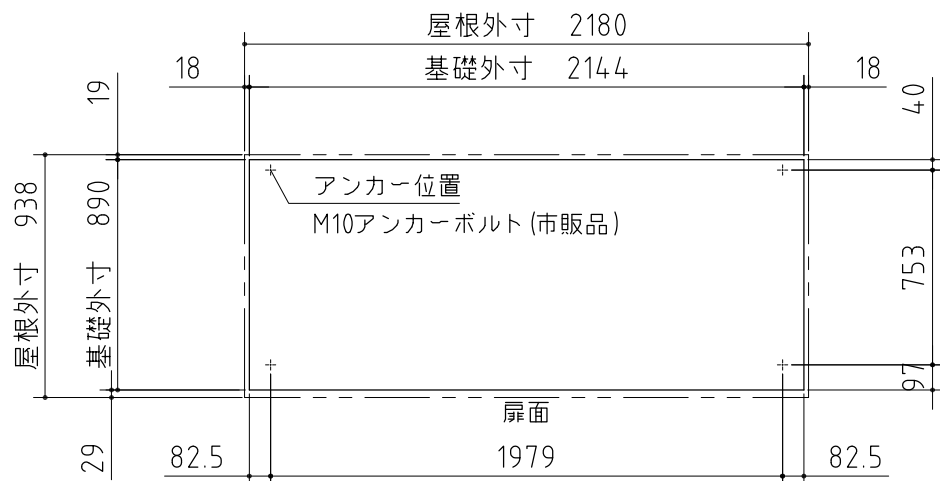 屋根外寸 2180
18 基礎外寸 2144 18
19
40
屋根外寸 938
基礎外寸 890
アンカー位置
M10アンカーボルト(市販品)
753
97
扉面
29
82.5 1979 82.5